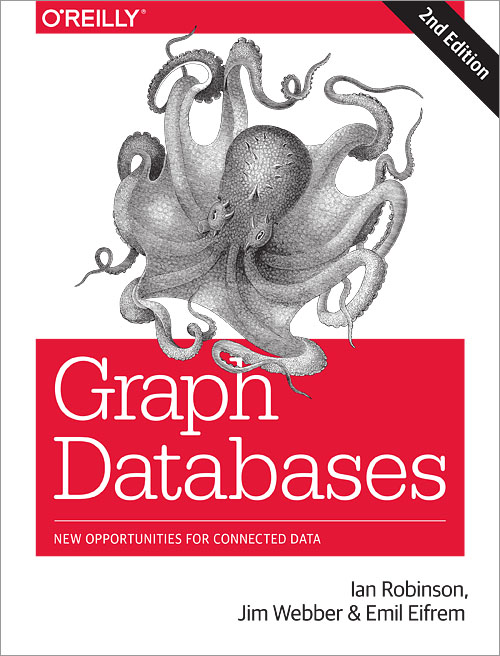 O'REILLY®
2nd Edition
Graph
Databases
NEW OPPORTUNITIES FOR CONNECTED DATA
Ian Robinson,
Jim Webber & Emil Eifrem